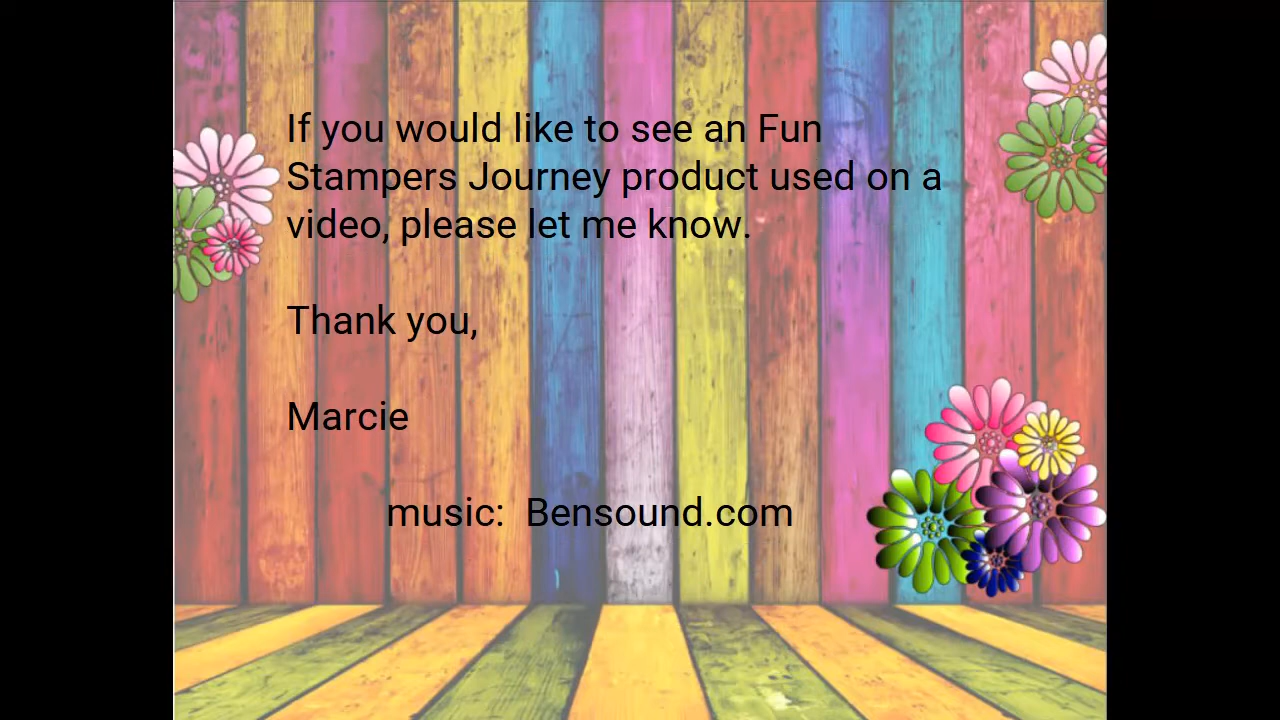 If you would like to see an Fun
Stampers Journey product used on a
video, please let me know.
Thank you,
Marcie
music:  Bensound.com